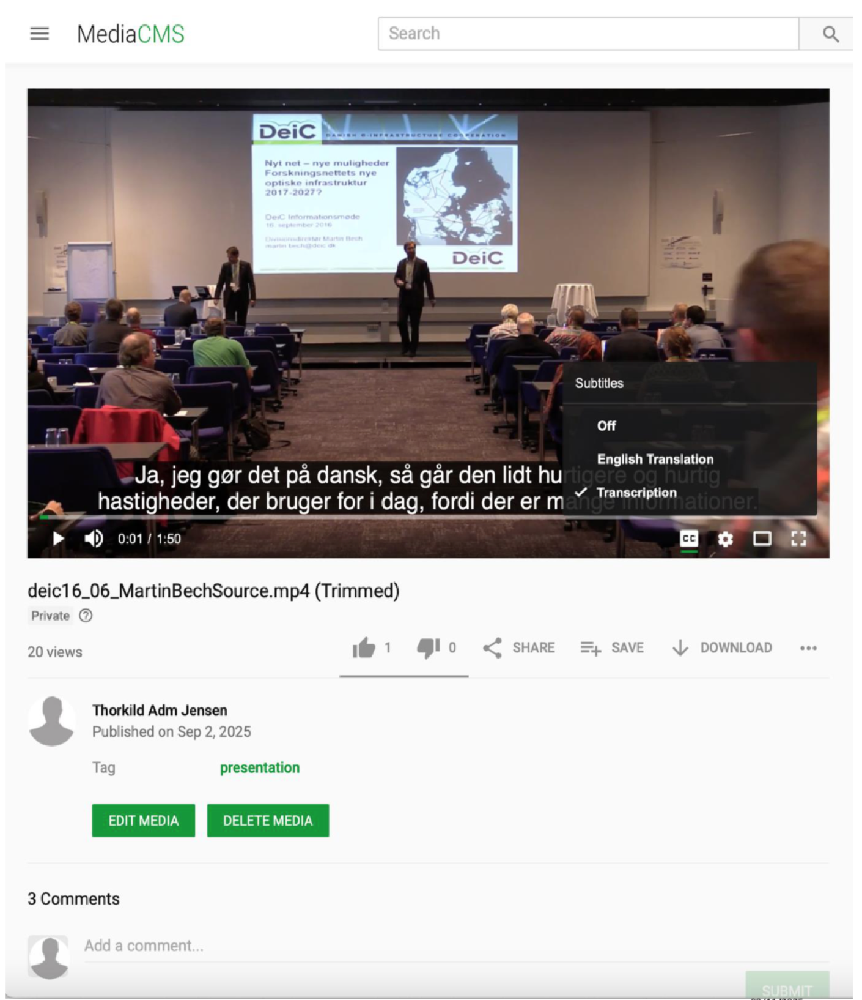 MediaCMS
Search
DeiC
DANISH e-INFRASTRUCTURE COOPERATION
Nyt net – nye muligheder
Forskningsnettets nye
optiske infrastruktur
2017-2027?
DeiC Informationsmøde
16. september 2016
Divisionsdirektør Martin Bech
martin.bech@deic.dk
DeiC
Subtitles
Off
English Translation
✓ Transcription
Ja, jeg gør det på dansk, så går den lidt hurtigere og hurtig
hastigheder, der bruger for i dag, fordi der er mange informationer.
0:01 / 1:50
CC
deic16_06_MartinBechSource.mp4 (Trimmed)
Private ?
20 views
1
0
SHARE
SAVE
DOWNLOAD
Thorkild Adm Jensen
Published on Sep 2, 2025
Tag
presentation
EDIT MEDIA
DELETE MEDIA
3 Comments
Add a comment...
SUBMIT